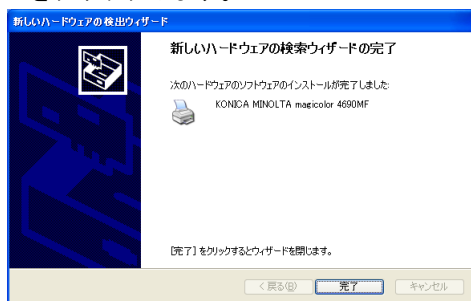 新しいハードウェアの検出ウィザード
新しいハードウェアの検索ウィザードの完了
次のハードウェアのソフトウェアのインストールが完了しました:
KONICA MINOLTA magicolor 4690MF
[完了] をクリックするとウィザードを閉じます。
< 戻る(B)
完了
キャンセル